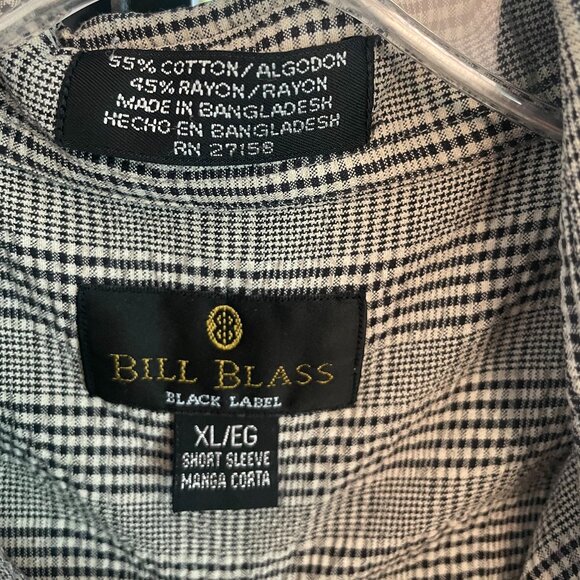 55% COTTON/ALGODON
45% RAYON/RAYON
MADE IN BANGLADESH
HECHO EN BANGLADESH
RN 27158
BILL BLASS
BLACK LABEL
XL/EG
SHORT SLEEVE
MANGA CORTA